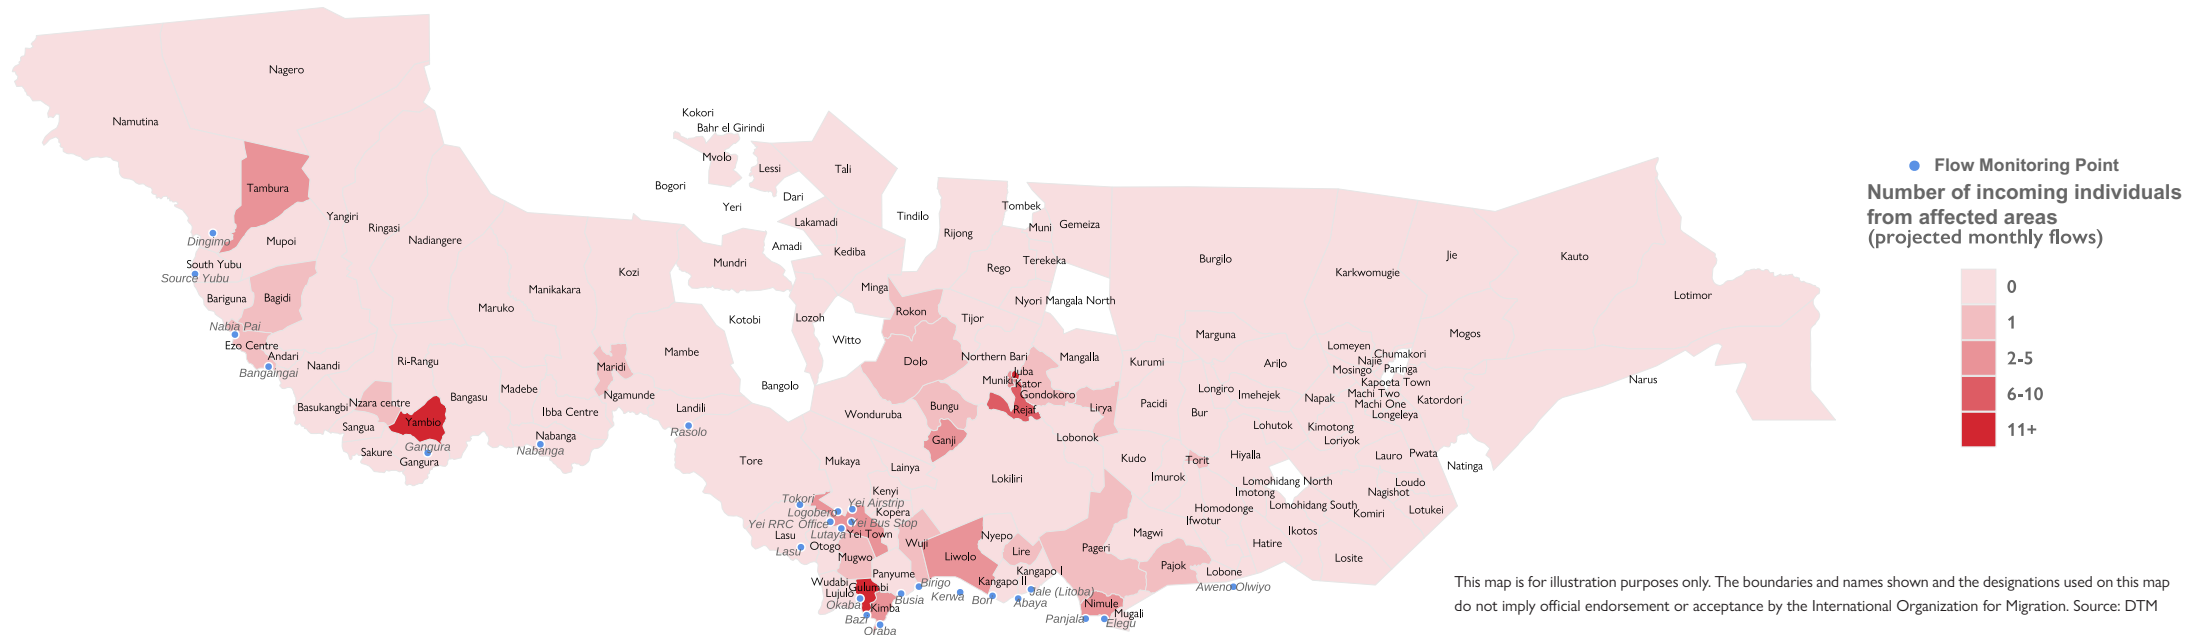 Nagero
Namutina
Kokori
Bahr el Girindi
Mvolo
Lessi
Tali
Bogori
Dari
Yeri
Tambura
Yangiri
Ringasi
Nadiangere
Dingimo
Mupoi
Lakamadi
Tindilo
Tombek
Muni
Gemeiza
Rijong
Amadi
Kediba
Mundri
South Yubu
Source Yubu
Kozi
Rego
Terekeka
Burgilo
Karkwomugie
Jie
Kauto
Lotimor
Bariguna
Bagidi
Manikakara
Maruko
Minga
Nyori
Mangala North
Nabia Pai
Kotobi
Lozoh
Rokon
Tijor
Witto
Marguna
Mogos
Ezo Centre
Andari
Bangaingai
Naandi
Ri-Rangu
Maridi
Mambe
Dolo
Northern Bari
Mangalla
Kurumi
Arilo
Lomeyen
Chumakori
Najie
Mosingo
Paringa
Narus
Juba
Muniki
Kator
Kapoeta Town
Bangolo
Madebe
Bangasu
Ngamunde
Gondokoro
Longiro
Imehejek
Napak
Machi Two
Machi One
Katordori
Longeleya
Basukangbi
Nzara centre
Ibba Centre
Landili
Wonduruba
Bungu
Rejaf
Lirya
Pacidi
Bur
Sangua
Yambio
Rasolo
Lohutok
Kimotong
Loriyok
Nabanga
Nabanga
Ganji
Lobonok
Sakure
Gangura
Gangura
Tore
Mukaya
Lainya
Kudo
Torit
Hiyalla
Lauro
Pwata
Natinga
Lokiliri
Imurok
Lomohidang North
Imotong
Loudo
Nagishot
Kenyi
Tokori
Yei Airstrip
Logobero
Kopera
Homodonge
Lomohidang South
Komiri
Lotukei
Yei RRC Office
Yei Bus Stop
Ifwotur
Lutaya
Yei Town
Ikotos
Lasu
Lasu
Otogo
Wuji
Nyepo
Magwi
Hatire
Mugwo
Liwolo
Lire
Pageri
Losite
Panyume
Kangapo I
Kangapo II
Pajok
Lobone
Wudabi
Gulumbi
Lujulo
Birigo
Kerwa
Bori
Jale (Litoba)
Abaya
Aweno Olwiyo
Okaba
Busia
Kimba
Nimule
Mugali
Bazi
Oraba
Panjala
Elegu
Flow Monitoring Point
Number of incoming individuals
from affected areas
(projected monthly flows)
0
1
2-5
6-10
11+
This map is for illustration purposes only. The boundaries and names shown and the designations used on this map
do not imply official endorsement or acceptance by the International Organization for Migration. Source: DTM